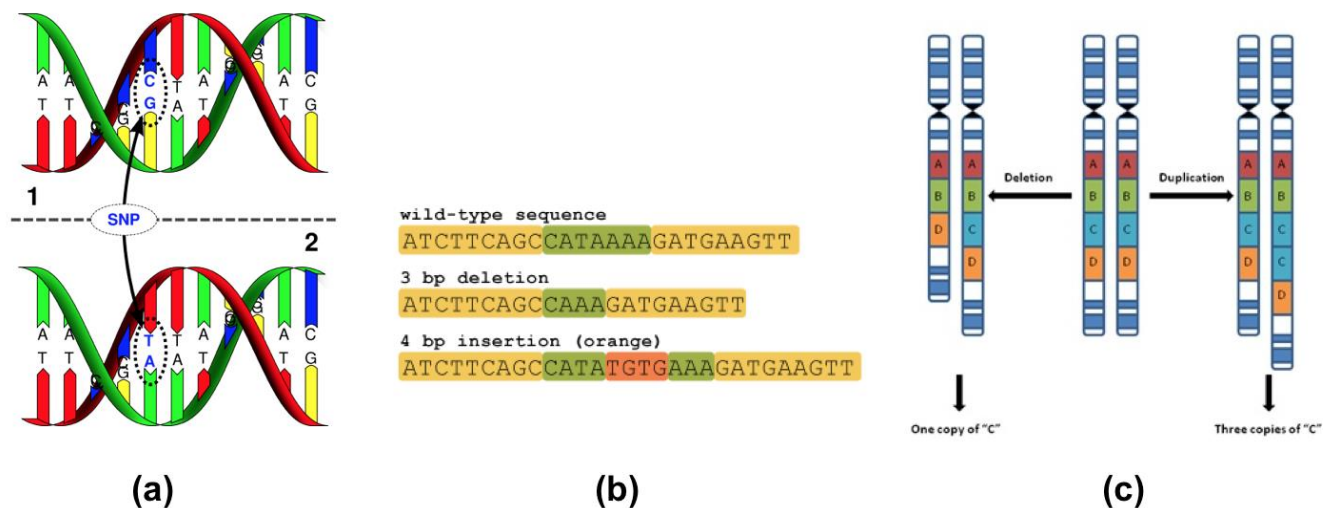 A A C T A A C
T T G G A T T G
1
SNP
2
A A T T A A C
T T G A A T T G
(a)
wild-type sequence
ATCTTCAGCCATAAAAGATGAAGTT
3 bp deletion
ATCTTCAGCCAAAGATGAAGTT
4 bp insertion (orange)
ATCTTCAGCCATATGTGAAAGATGAAGTT
(b)
A A A A A A
Deletion Duplication
B B B B B B
D C C C C C
D D D D C
D
One copy of "C" Three copies of "C"
(c)